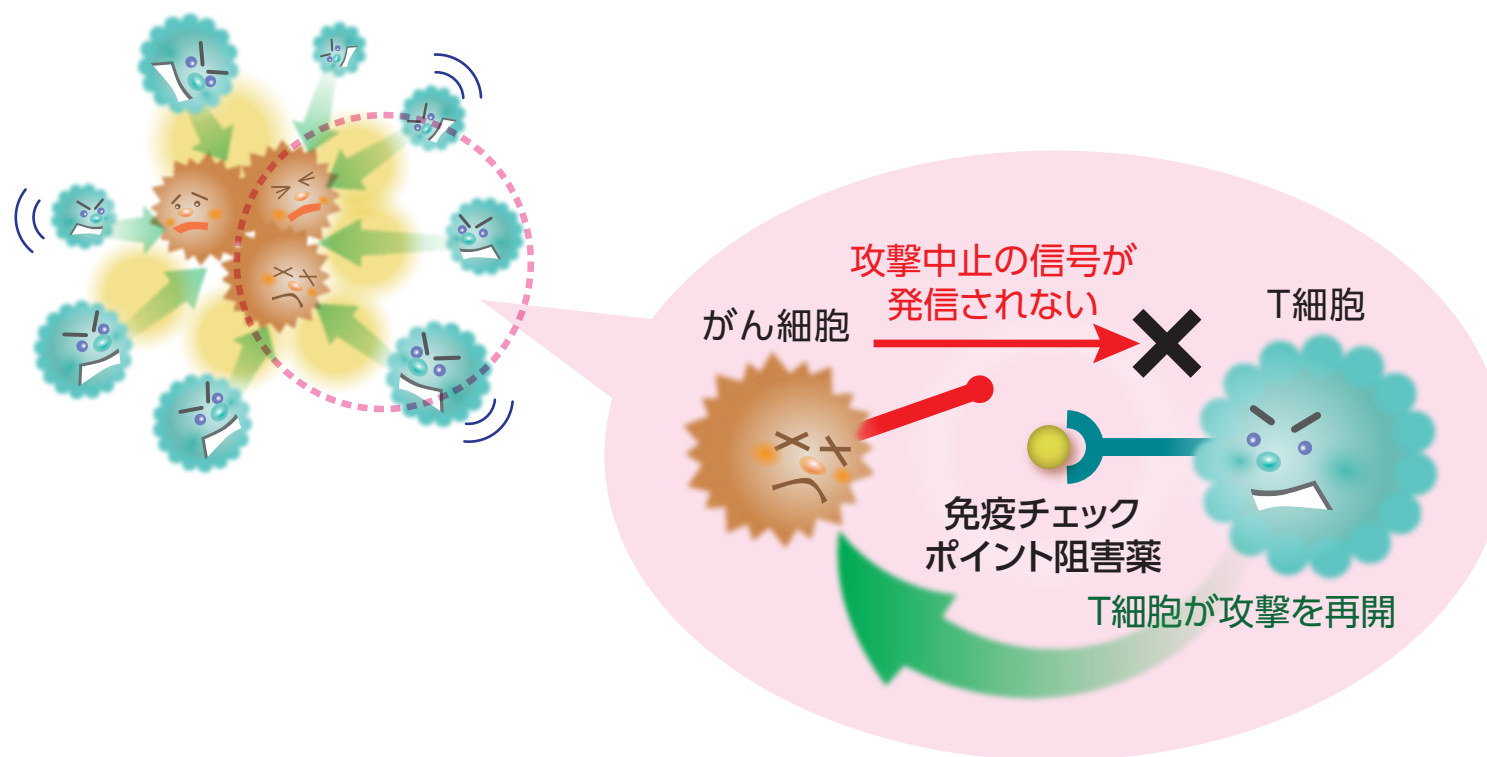 攻撃中止の信号が
発信されない
がん細胞
T細胞
免疫チェック
ポイント阻害薬
T細胞が攻撃を再開